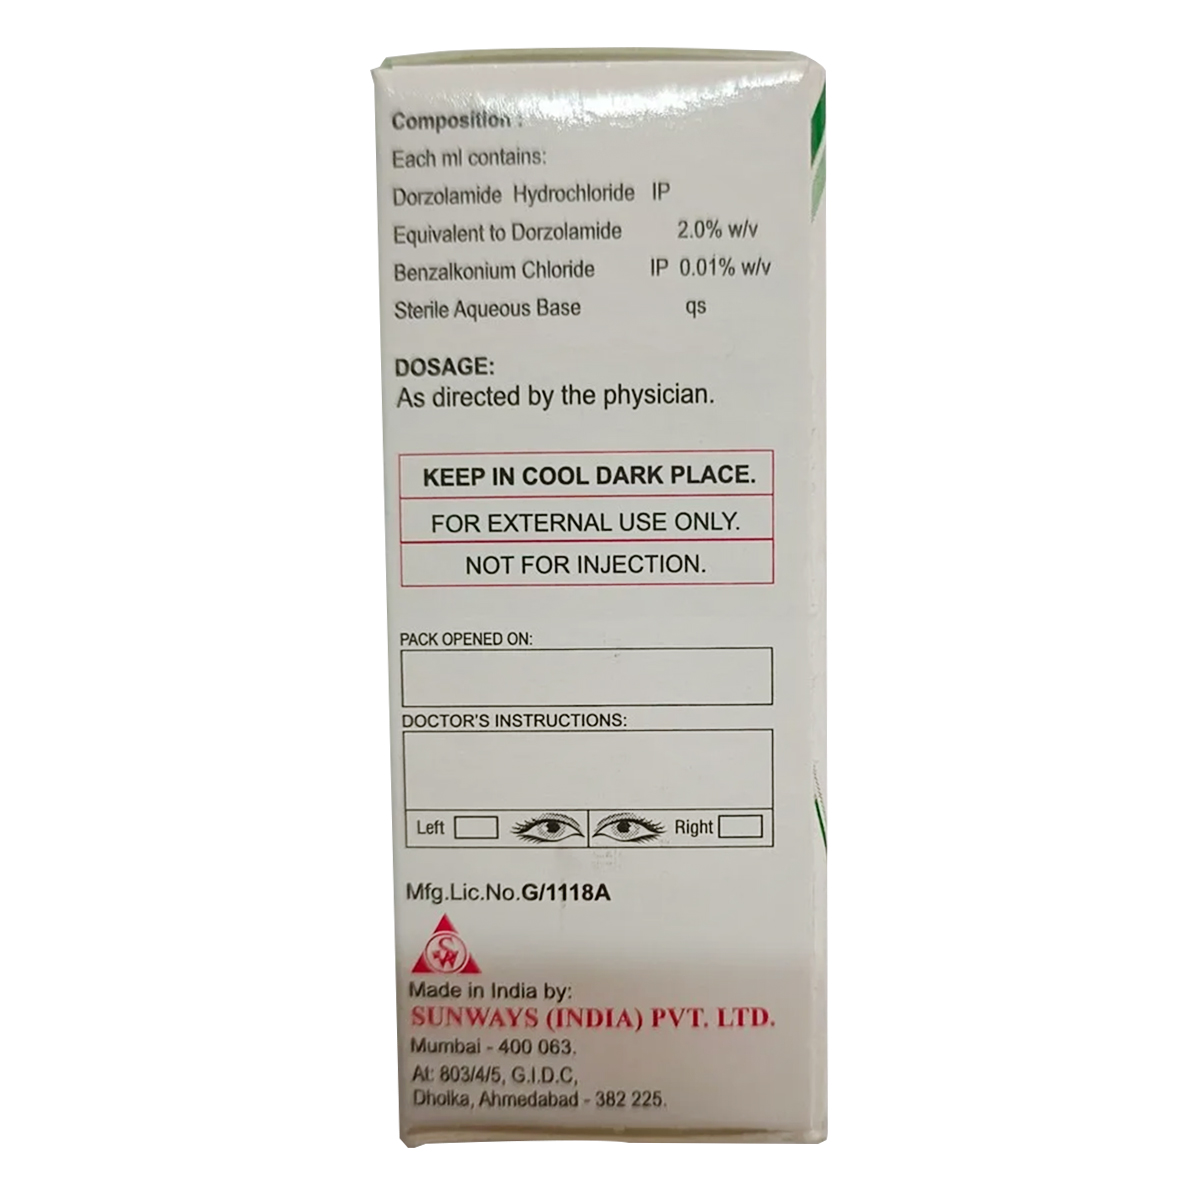 Composition :
Each ml contains:
Dorzolamide Hydrochloride IP
Equivalent to Dorzolamide 2.0% w/v
Benzalkonium Chloride IP 0.01% w/v
Sterile Aqueous Base qs
DOSAGE:
As directed by the physician.
KEEP IN COOL DARK PLACE.
FOR EXTERNAL USE ONLY.
NOT FOR INJECTION.
PACK OPENED ON:
DOCTOR'S INSTRUCTIONS:
Left Right
Mfg.Lic.No.G/1118A
SW
Made in India by:
SUNWAYS (INDIA) PVT. LTD.
Mumbai - 400 063.
At: 803/4/5, G.I.D.C,
Dholka, Ahmedabad - 382 225.